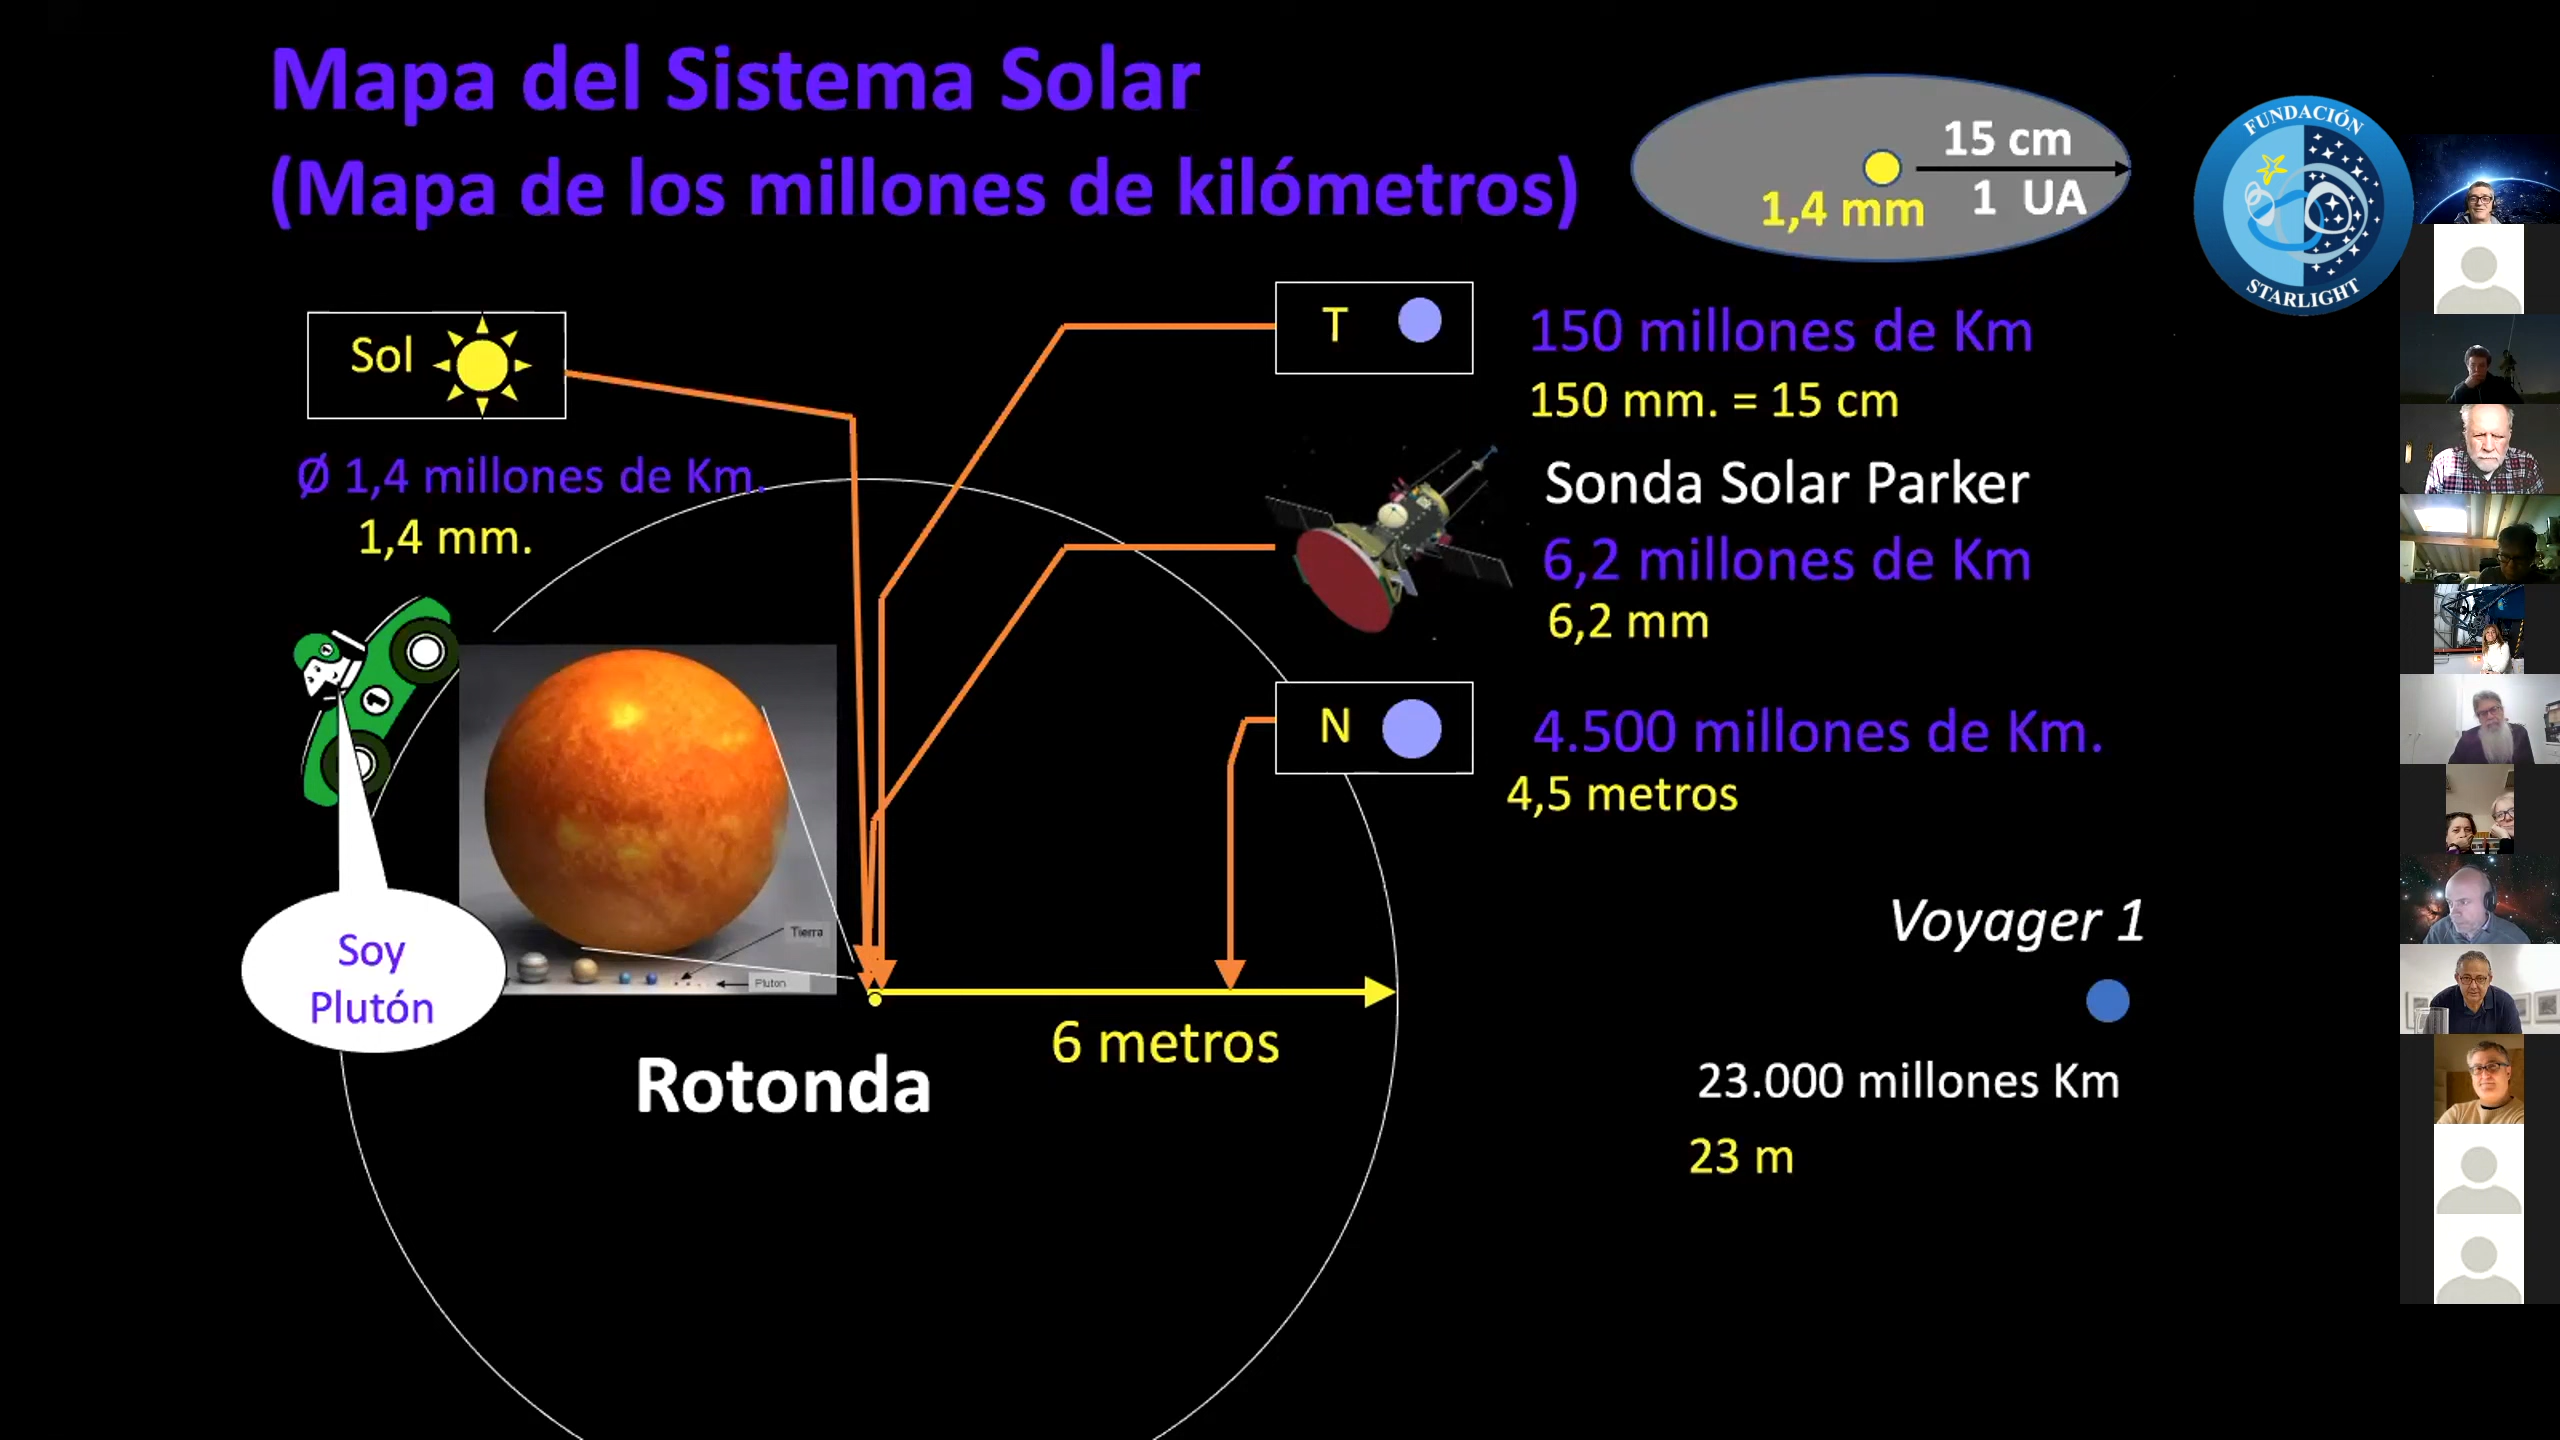 Mapa del Sistema Solar
(Mapa de los millones de kilómetros)
15 cm
1 UA
1,4 mm
FUNDACIÓN
STARLIGHT
Sol
Ø 1,4 millones de Km.
1,4 mm.
T
150 millones de Km
150 mm. = 15 cm
Sonda Solar Parker
6,2 millones de Km
6,2 mm
N
4.500 millones de Km.
4,5 metros
1
1
Soy
Plutón
Tierra
Pluton
6 metros
Rotonda
Voyager 1
23.000 millones Km
23 m